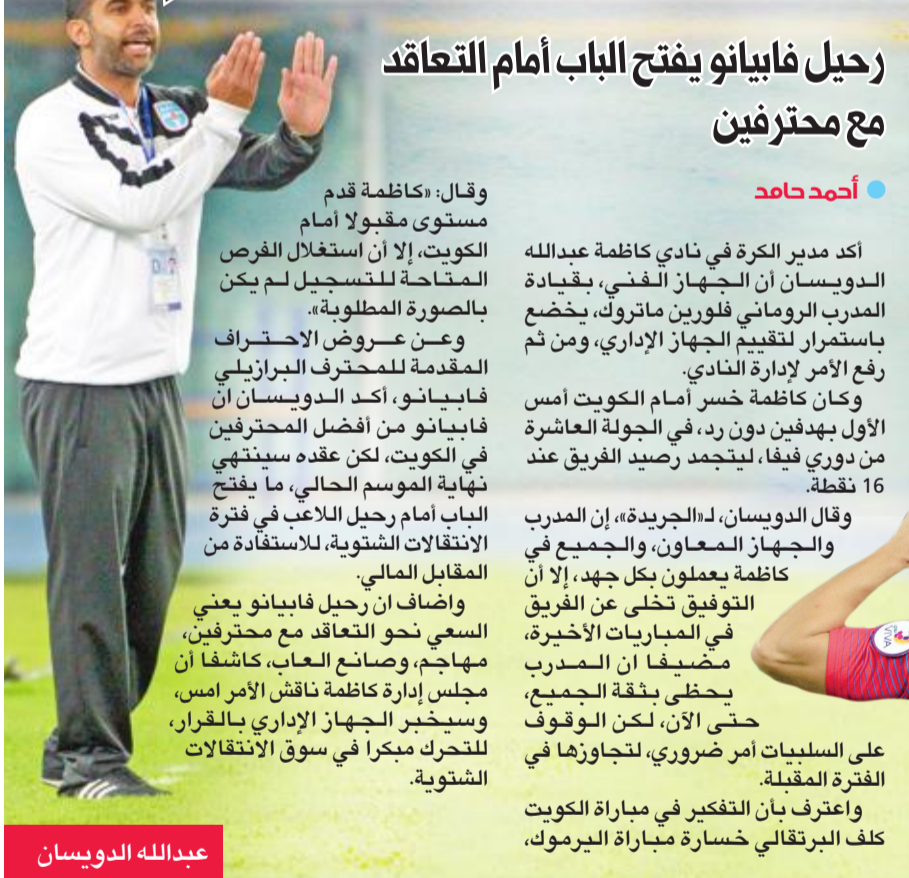 رحيل فابيانو يفتح الباب أمام التعاقد
مع محترفين
أحمد حامد
أكد مدير الكرة في نادي كاظمة عبدالله
الدويسان أن الجهاز الفني، بقيادة
المدرب الروماني فلورين ماتروك، يخضع
باستمرار لتقييم الجهاز الإداري، ومن ثم
رفع الأمر لإدارة النادي.
وكان كاظمة خسر أمام الكويت أمس
الأول بهدفين دون رد، في الجولة العاشرة
من دوري فيفا، ليتجمد رصيد الفريق عند
16 نقطة.
وقال الدويسان، لـ«الجريدة»، إن المدرب
والجهاز المعاون، والجميع في
كاظمة يعملون بكل جهد، إلا أن
التوفيق تخلى عن الفريق
في المباريات الأخيرة،
مضيفا ان المدرب
يحظى بثقة الجميع،
حتى الآن، لكن الوقوف
على السلبيات أمر ضروري، لتجاوزها في
الفترة المقبلة.
واعترف بأن التفكير في مباراة الكويت
كلف البرتقالي خسارة مباراة اليرموك،
وقال: «كاظمة قدم
مستوى مقبولا أمام
الكويت، إلا أن استغلال الفرص
المتاحة للتسجيل لم يكن
بالصورة المطلوبة».
وعن عروض الاحتراف
المقدمة للمحترف البرازيلي
فابيانو، أكد الدويسان ان
فابيانو من أفضل المحترفين
في الكويت، لكن عقده سينتهي
نهاية الموسم الحالي، ما يفتح
الباب أمام رحيل اللاعب في فترة
الانتقالات الشتوية، للاستفادة من
المقابل المالي.
واضاف ان رحيل فابيانو يعني
السعي نحو التعاقد مع محترفين،
مهاجم، وصانع العاب، كاشفا أن
مجلس إدارة كاظمة ناقش الأمر امس،
وسيخبر الجهاز الإداري بالقرار،
للتحرك مبكرا في سوق الانتقالات
الشتوية.
VIVA
عبدالله الدويسان